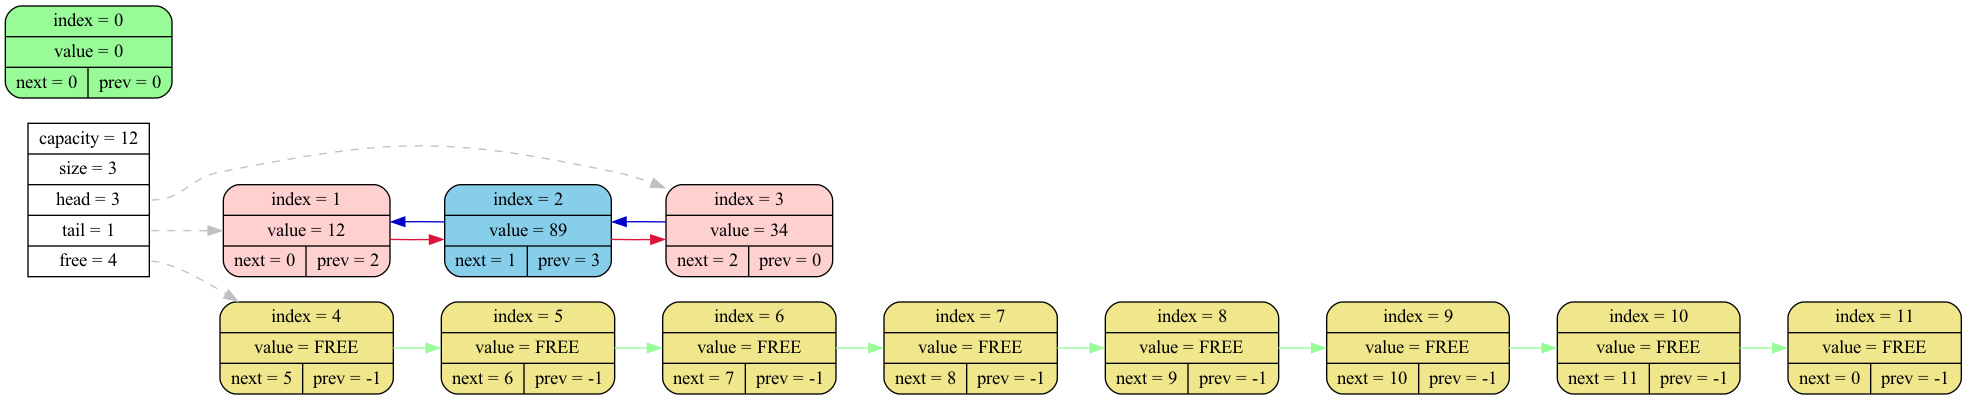 index = 0
value = 0
next = 0 prev = 0
capacity = 12
size = 3
head = 3
tail = 1
free = 4
index = 1
value = 12
next = 0 prev = 2
index = 2
value = 89
next = 1 prev = 3
index = 3
value = 34
next = 2 prev = 0
index = 4
value = FREE
next = 5 prev = -1
index = 5
value = FREE
next = 6 prev = -1
index = 6
value = FREE
next = 7 prev = -1
index = 7
value = FREE
next = 8 prev = -1
index = 8
value = FREE
next = 9 prev = -1
index = 9
value = FREE
next = 10 prev = -1
index = 10
value = FREE
next = 11 prev = -1
index = 11
value = FREE
next = 0 prev = -1